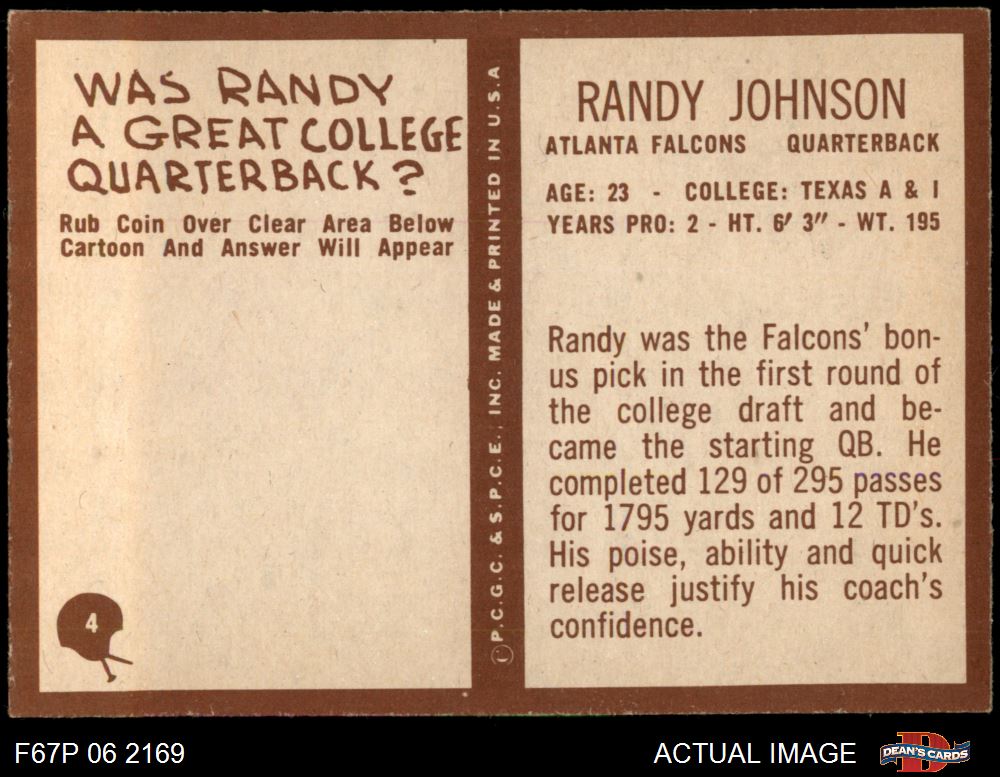 WAS RANDY
A GREAT COLLEGE
QUARTERBACK?
Rub Coin Over Clear Area Below
Cartoon And Answer Will Appear
4
© P.C.G.C. & S.P.C.E., INC. MADE & PRINTED IN U.S.A
RANDY JOHNSON
ATLANTA FALCONS QUARTERBACK
AGE: 23 - COLLEGE: TEXAS A & I
YEARS PRO: 2 - HT. 6' 3" - WT. 195
Randy was the Falcons' bon-
us pick in the first round of
the college draft and be-
came the starting QB. He
completed 129 of 295 passes
for 1795 yards and 12 TD's.
His poise, ability and quick
release justify his coach's
confidence.
F67P 06 2169
ACTUAL IMAGE
D
DEAN'S CARDS